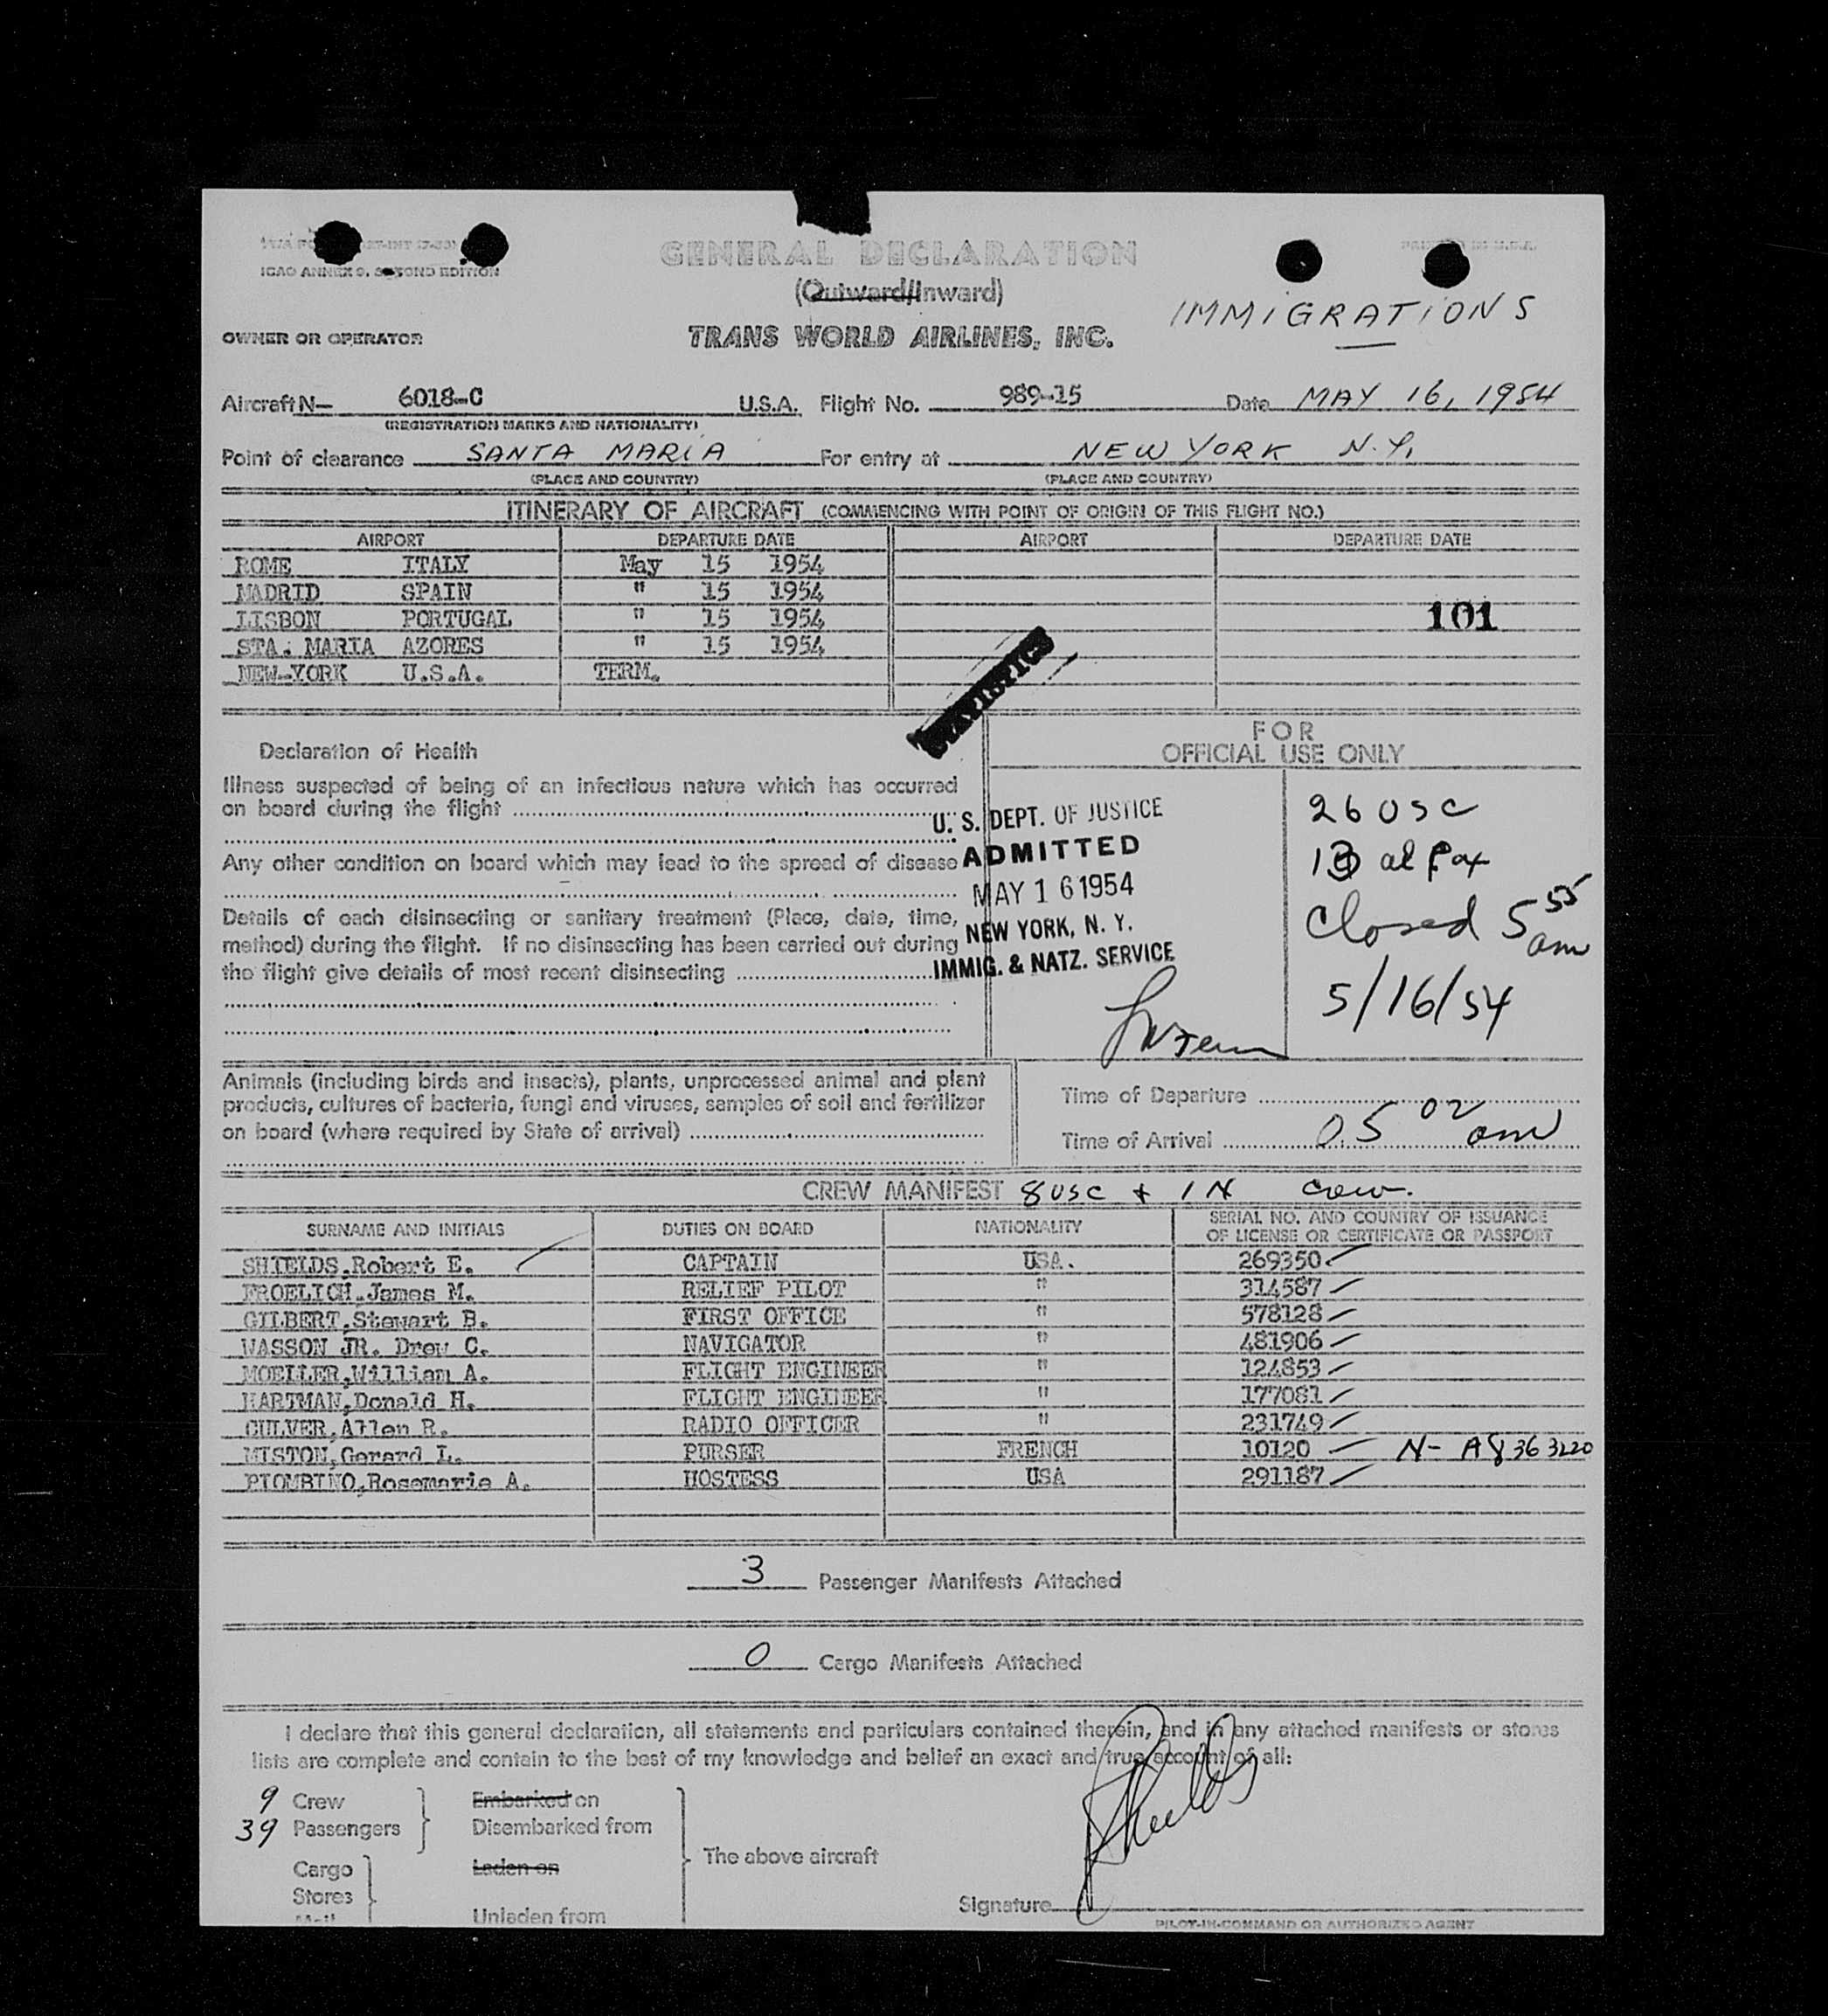 ICAO ANNEX 9, SECOND EDITION
GENERAL DECLARATION
(Outward/Inward)
IMMIGRATIONS
OWNER OR OPERATOR TRANS WORLD AIRLINES, INC.
Aircraft N- 6018-C U.S.A. Flight No. 989-15 Date MAY 16, 1954
(REGISTRATION MARKS AND NATIONALITY)
Point of clearance SANTA MARIA For entry at NEW YORK N.Y.
(PLACE AND COUNTRY) (PLACE AND COUNTRY)
ITINERARY OF AIRCRAFT (COMMENCING WITH POINT OF ORIGIN OF THIS FLIGHT NO.)
AIRPORT DEPARTURE DATE AIRPORT DEPARTURE DATE
ROME ITALY May 15 1954
MADRID SPAIN " 15 1954
LISBON PORTUGAL " 15 1954
101
STA. MARIA AZORES " 15 1954
NEW-YORK U.S.A. TERM.
STATISTICS
Declaration of Health
Illness suspected of being of an infectious nature which has occurred
on board during the flight
Any other condition on board which may lead to the spread of disease
Details of each disinsecting or sanitary treatment (Place, date, time,
method) during the flight. If no disinsecting has been carried out during
the flight give details of most recent disinsecting
FOR
OFFICIAL USE ONLY
U. S. DEPT. OF JUSTICE
ADMITTED
MAY 16 1954
NEW YORK, N. Y.
IMMIG. & NATZ. SERVICE
26 USC
13 al Pax
Closed 5 55 am
5/16/54
Animals (including birds and insects), plants, unprocessed animal and plant
products, cultures of bacteria, fungi and viruses, samples of soil and fertilizer
on board (where required by State of arrival)
Time of Departure
Time of Arrival 05 02 am
CREW MANIFEST 8 USC + 1 N Crew.
SURNAME AND INITIALS DUTIES ON BOARD NATIONALITY SERIAL NO. AND COUNTRY OF ISSUANCE
OF LICENSE OR CERTIFICATE OR PASSPORT
SHIELDS,Robert E. CAPTAIN USA. 269350
FROELICH.James M. RELIEF PILOT " 314587
GILBERT,Stewart B. FIRST OFFICE " 578128
WASSON JR. Drew C. NAVIGATOR " 481906
MOELLER,William A. FLIGHT ENGINEER " 124853
HARTMAN,Donald H. FLIGHT ENGINEER " 177081
CULVER,Allen R. RADIO OFFICER " 231749
MISTON,Gerard L. PURSER FRENCH 10120 N- A8 363220
PIOMBINO,Rosemarie A. HOSTESS USA 291187
3 Passenger Manifests Attached
0 Cargo Manifests Attached
I declare that this general declaration, all statements and particulars contained therein, and in any attached manifests or stores
lists are complete and contain to the best of my knowledge and belief an exact and true account of all:
9 Crew
39 Passengers
Embarked on
Disembarked from
Cargo
Stores
Mail
Laden on
Unladen from
The above aircraft
Signature Shields
PILOT-IN-COMMAND OR AUTHORIZED AGENT